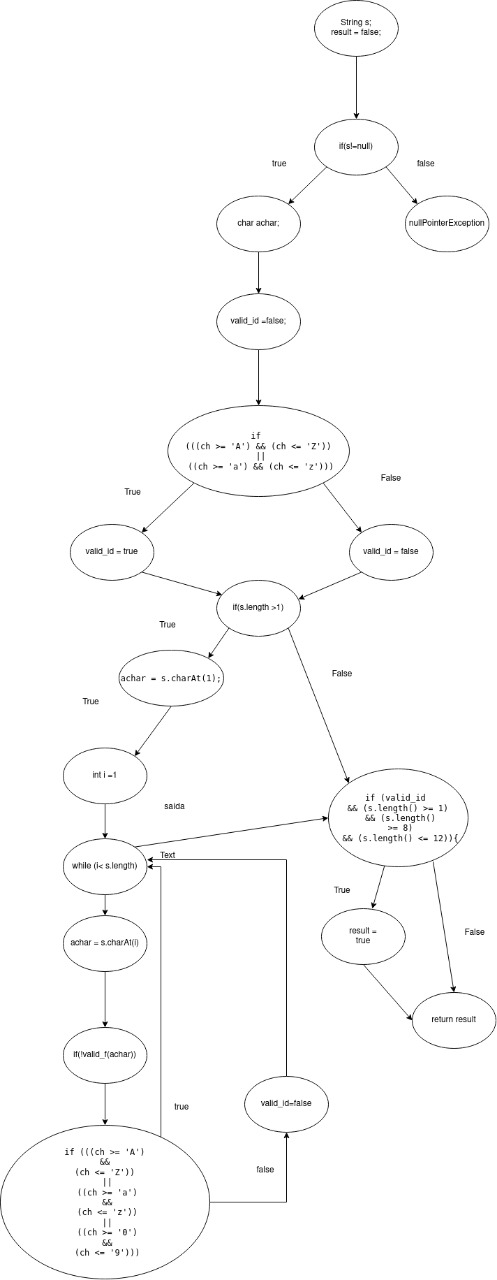 String s;
result = false;
if(s!=null)
true
false
char achar;
nullPointerException
valid_id =false;
if
(((ch >= 'A') && (ch <= 'Z'))
||
((ch >= 'a') && (ch <= 'z')))
True
False
valid_id = true
valid_id = false
if(s.length >1)
True
False
achar = s.charAt(1);
True
int i =1
saída
if (valid_id
&& (s.length() >= 1)
&& (s.length()
>= 8)
&& (s.length() <= 12)){
while (i< s.length)
Text
True
False
result =
true
achar = s.charAt(i)
return result
if(!valid_f(achar))
valid_id=false
true
if (((ch >= 'A')
&&
(ch <= 'Z'))
||
((ch >= 'a')
&&
(ch <= 'z'))
||
((ch >= '0')
&&
(ch <= '9')))
false